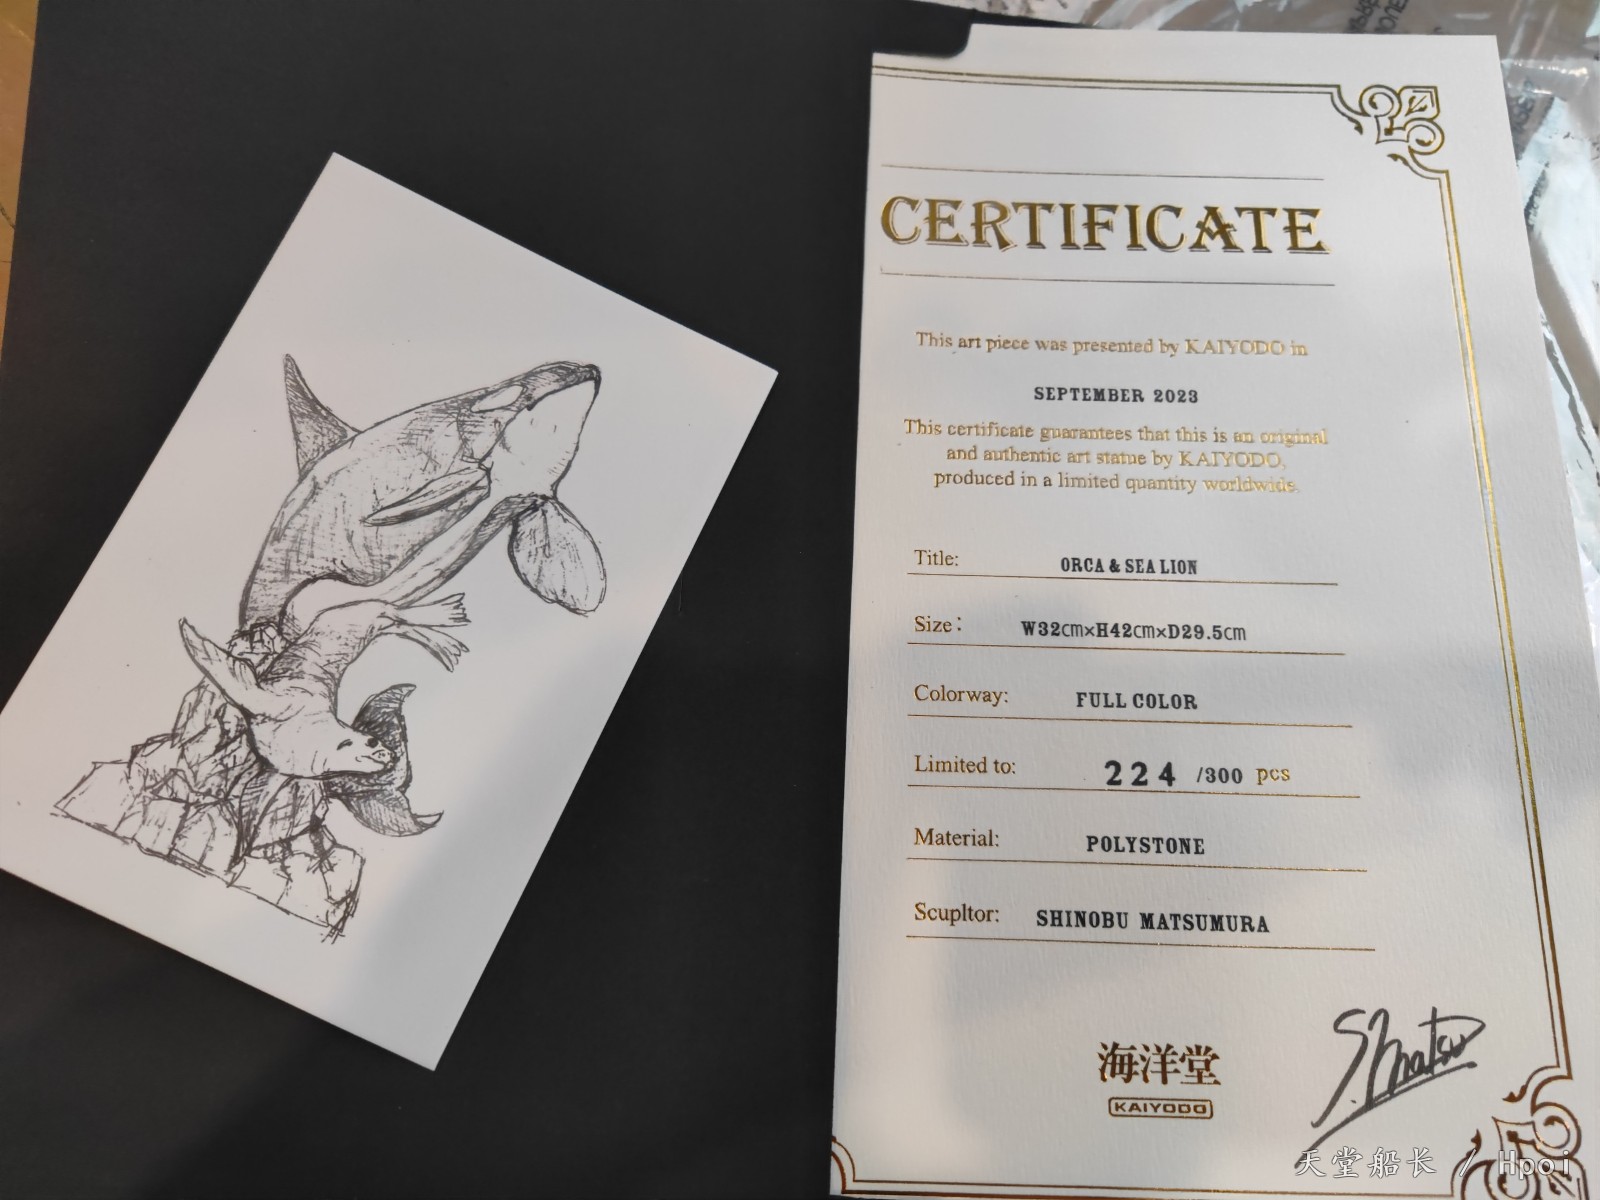 CERTIFICATE
This art piece was presented by KAIYODO in
SEPTEMBER 2023
This certificate guarantees that this is an original
and authentic art statue by KAIYODO,
produced in a limited quantity worldwide.
Title: ORCA & SEA LION
Size: W32cm×H42cm×D29.5cm
Colorway: FULL COLOR
Limited to: 224 /300 pcs
Material: POLYSTONE
Scupltor: SHINOBU MATSUMURA
S.Matsu
海洋堂
KAIYODO
天堂船长 / Hpoi